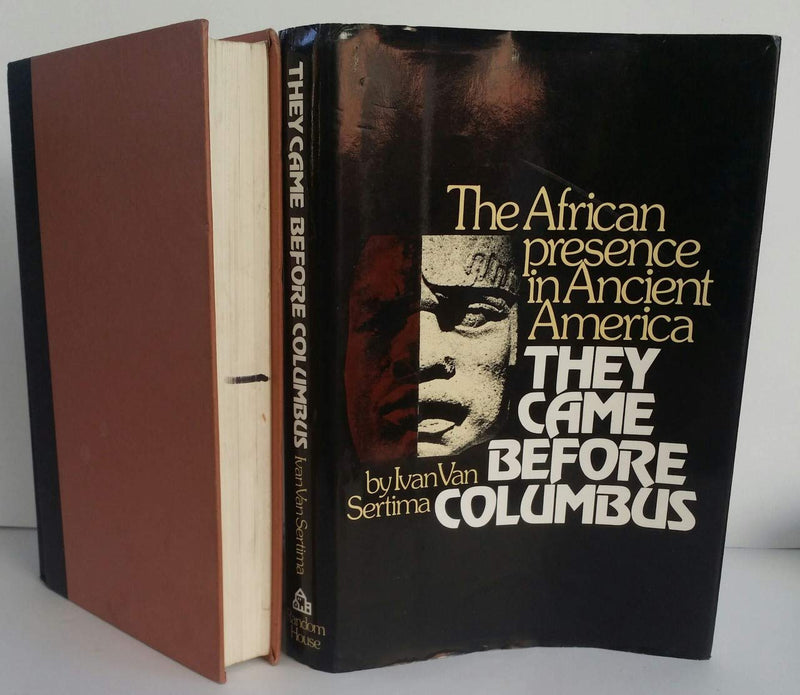 THEY CAME BEFORE COLUMBUS Ivan Van Sertima
Random
House
The African
presence
in Ancient
America
THEY
CAME
BEFORE
COLUMBUS
by Ivan Van
Sertima